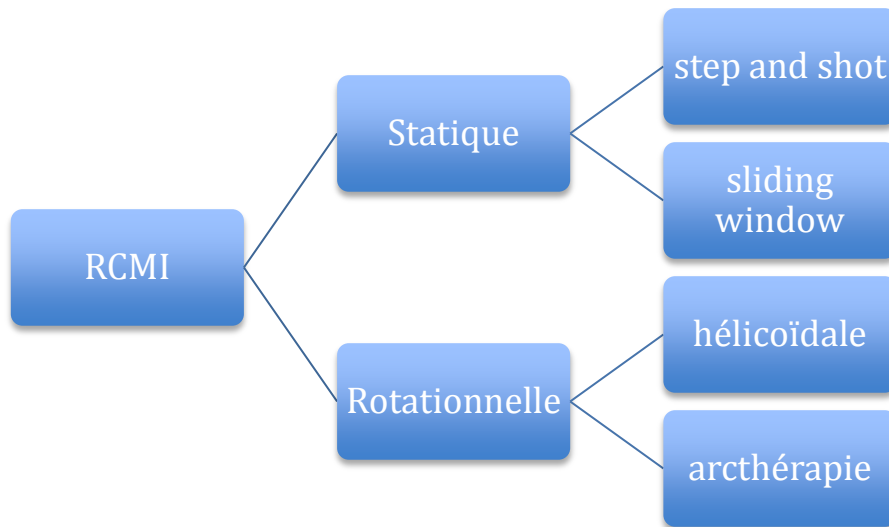 RCMI
Statique
step and shot
sliding
window
Rotationnelle
hélicoïdale
arcthérapie